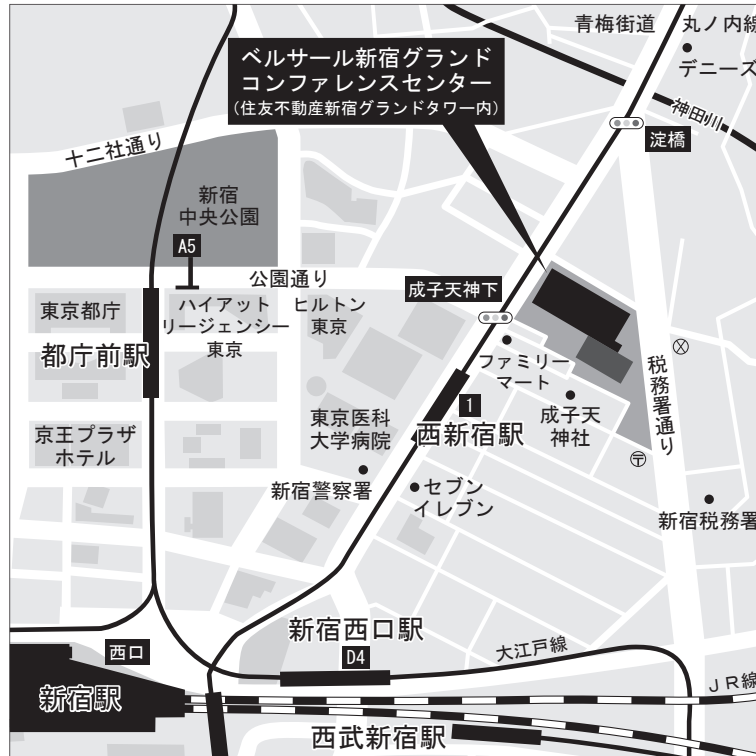 青梅街道
丸ノ内線
デニーズ
ベルサール新宿グランド
コンファレンスセンター
（住友不動産新宿グランドタワー内）
神田川
淀橋
十二社通り
新宿
中央公園
A5
公園通り
成子天神下
東京都庁
ハイアット
リージェンシー
東京
ヒルトン
東京
都庁前駅
ファミリー
マート
税務署通り
1
東京医科
大学病院
西新宿駅
成子天
神社
京王プラザ
ホテル
新宿警察署
セブン
イレブン
新宿税務署
新宿西口駅
西口
D4
大江戸線
新宿駅
JR線
西武新宿駅